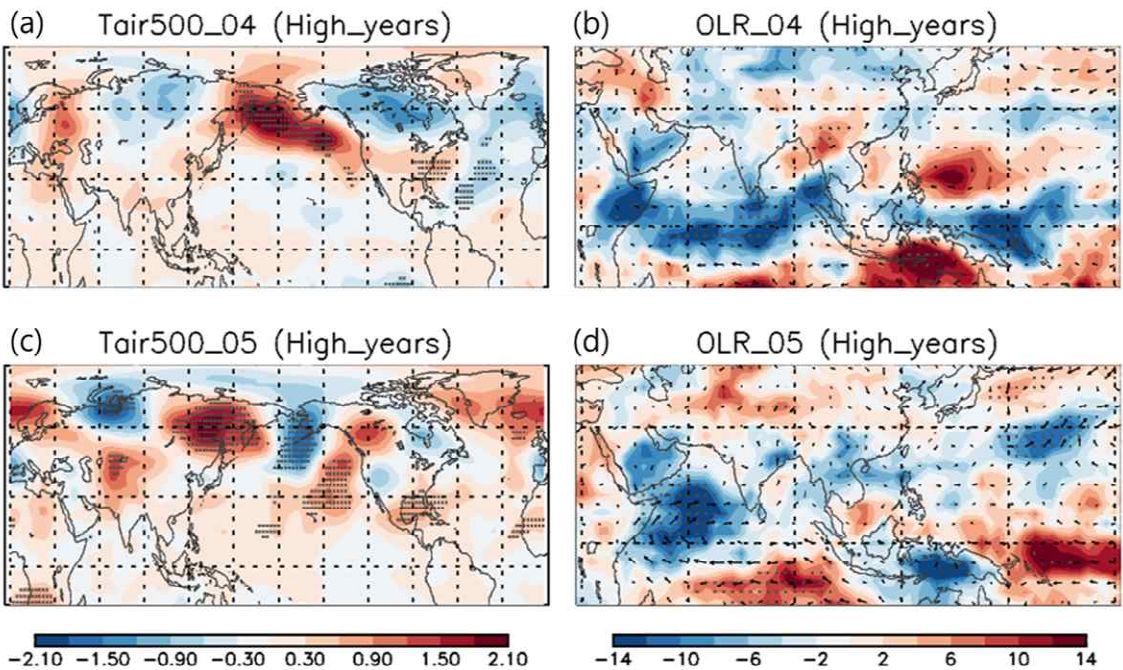 (a) Tair500_04 (High_years)
(b) OLR_04 (High_years)
(c) Tair500_05 (High_years)
(d) OLR_05 (High_years)
−2.10 −1.50 −0.90 −0.30 0.30 0.90 1.50 2.10
−14 −10 −6 −2 2 6 10 14